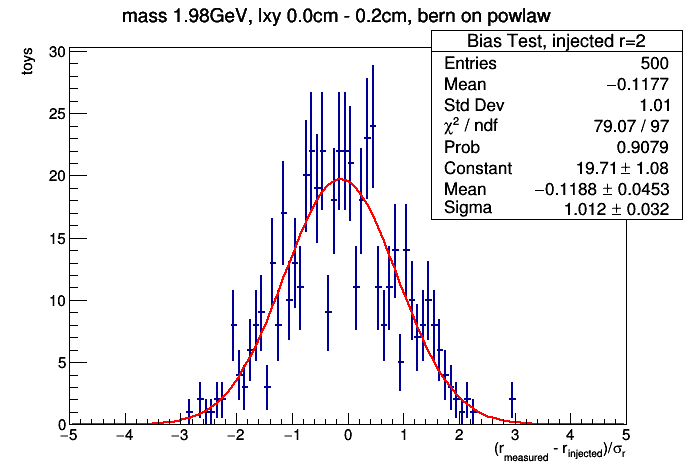 mass 1.98GeV, lxy 0.0cm - 0.2cm, bern on powlaw
Bias Test, injected r=2
Entries 500
Mean −0.1177
Std Dev 1.01
χ² / ndf 79.07 / 97
Prob 0.9079
Constant 19.71 ± 1.08
Mean −0.1188 ± 0.0453
Sigma 1.012 ± 0.032
toys
30
25
20
15
10
5
0
−5 −4 −3 −2 −1 0 1 2 3 4 5
(r_measured - r_injected)/σ_r